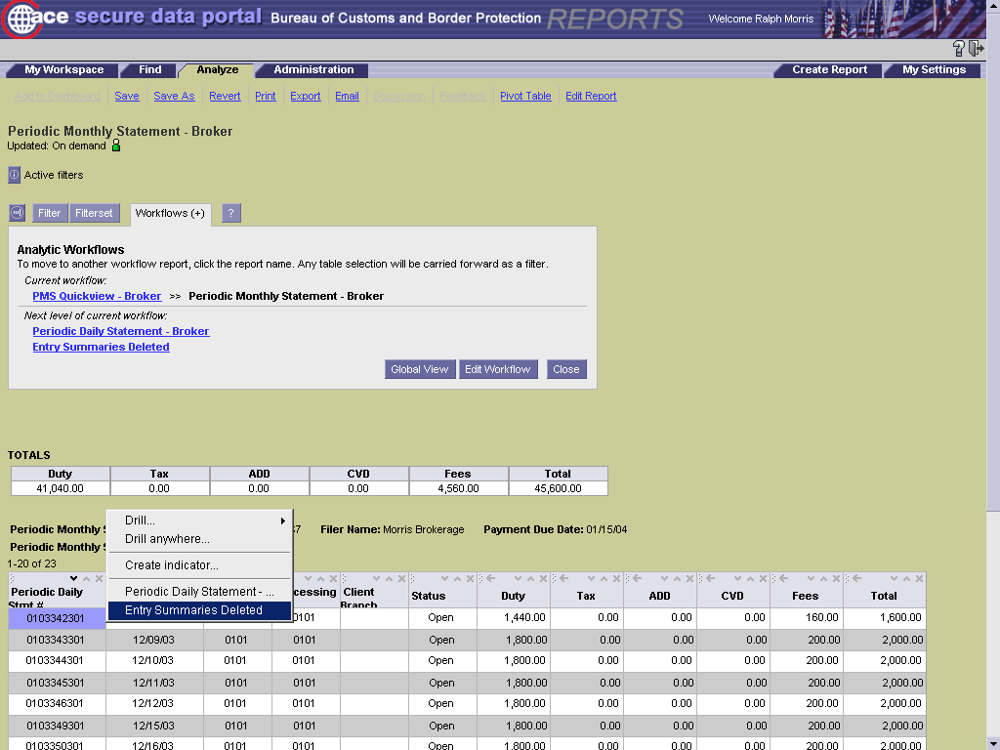 ace secure data portal Bureau of Customs and Border Protection REPORTS Welcome Ralph Morris
?
My Workspace Find Analyze Administration Create Report My Settings
Add to Dashboard Save Save As Revert Print Export Email Discussion Feedback Pivot Table Edit Report
Periodic Monthly Statement - Broker
Updated: On demand
Active filters
Filter Filterset Workflows (+) ?
Analytic Workflows
To move to another workflow report, click the report name. Any table selection will be carried forward as a filter.
Current workflow:
PMS Quickview - Broker >> Periodic Monthly Statement - Broker
Next level of current workflow:
Periodic Daily Statement - Broker
Entry Summaries Deleted
Global View Edit Workflow Close
TOTALS
Duty Tax ADD CVD Fees Total
41,040.00 0.00 0.00 0.00 4,560.00 45,600.00
Drill...
Drill anywhere...
Create indicator...
Periodic Daily Statement - ...
Entry Summaries Deleted
Periodic Monthly 7 Filer Name: Morris Brokerage Payment Due Date: 01/15/04
Periodic Monthly
1-20 of 23
Periodic Daily Stmt # cessing Client Branch Status Duty Tax ADD CVD Fees Total
0103342301 0101 Open 1,440.00 0.00 0.00 0.00 160.00 1,600.00
0103343301 12/09/03 0101 0101 Open 1,800.00 0.00 0.00 0.00 200.00 2,000.00
0103344301 12/10/03 0101 0101 Open 1,800.00 0.00 0.00 0.00 200.00 2,000.00
0103345301 12/11/03 0101 0101 Open 1,800.00 0.00 0.00 0.00 200.00 2,000.00
0103346301 12/12/03 0101 0101 Open 1,800.00 0.00 0.00 0.00 200.00 2,000.00
0103349301 12/15/03 0101 0101 Open 1,800.00 0.00 0.00 0.00 200.00 2,000.00
0103350301 12/16/03 0101 0101 Open 1,800.00 0.00 0.00 0.00 200.00 2,000.00